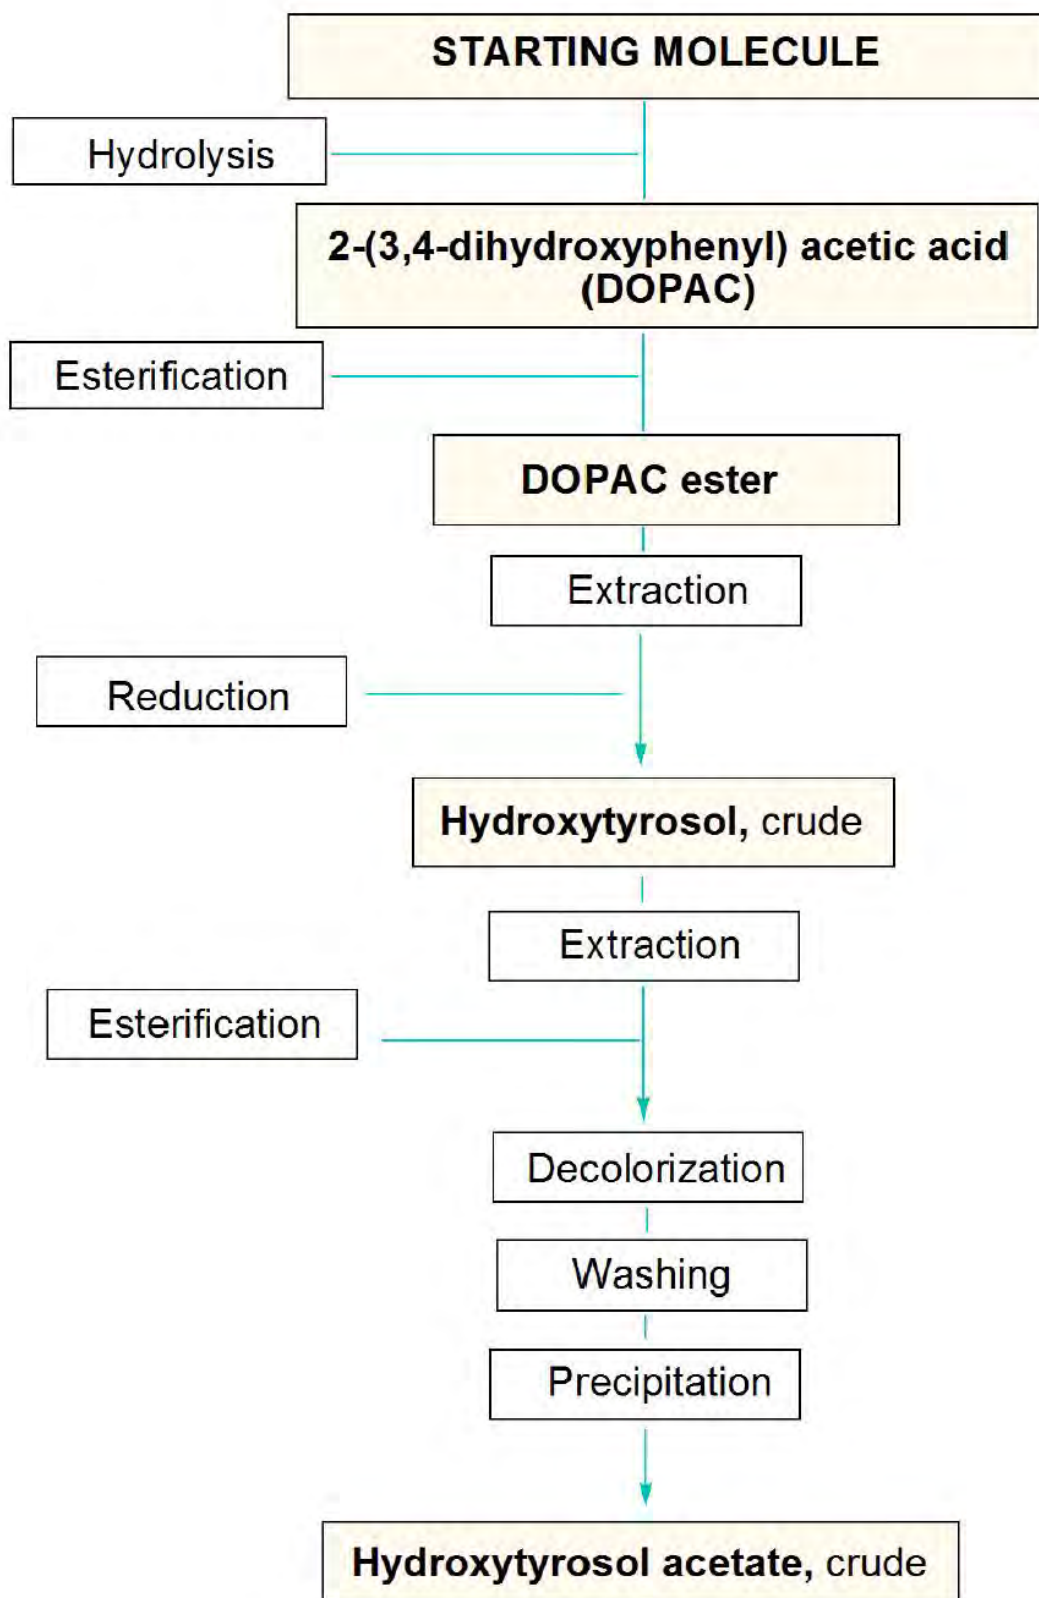 STARTING MOLECULE
Hydrolysis
2-(3,4-dihydroxyphenyl) acetic acid
(DOPAC)
Esterification
DOPAC ester
Extraction
Reduction
Hydroxytyrosol, crude
Extraction
Esterification
Decolorization
Washing
Precipitation
Hydroxytyrosol acetate, crude